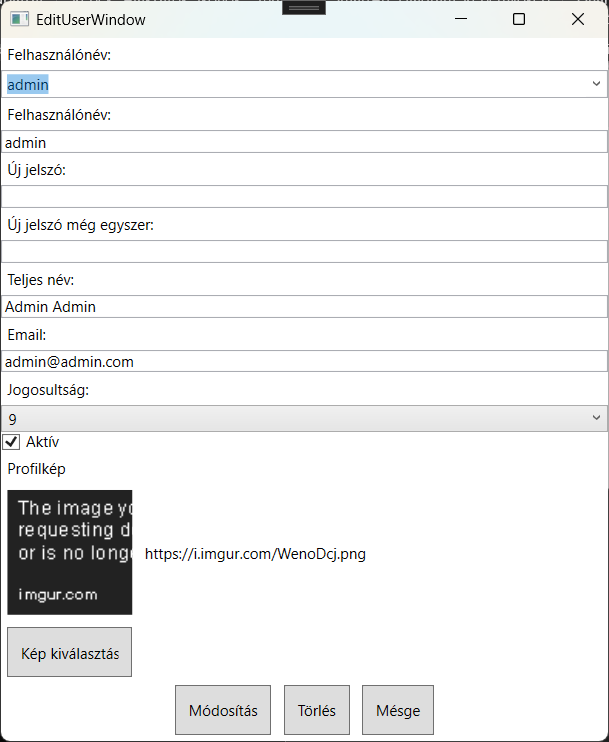 EditUserWindow
Felhasználónév:
admin
Felhasználónév:
admin
Új jelszó:
Új jelszó még egyszer:
Teljes név:
Admin Admin
Email:
admin@admin.com
Jogosultság:
9
Aktív
Profilkép
The image yo
requesting d
or is no longe
imgur.com
https://i.imgur.com/WenoDcj.png
Kép kiválasztás
Módosítás
Törlés
Mésge